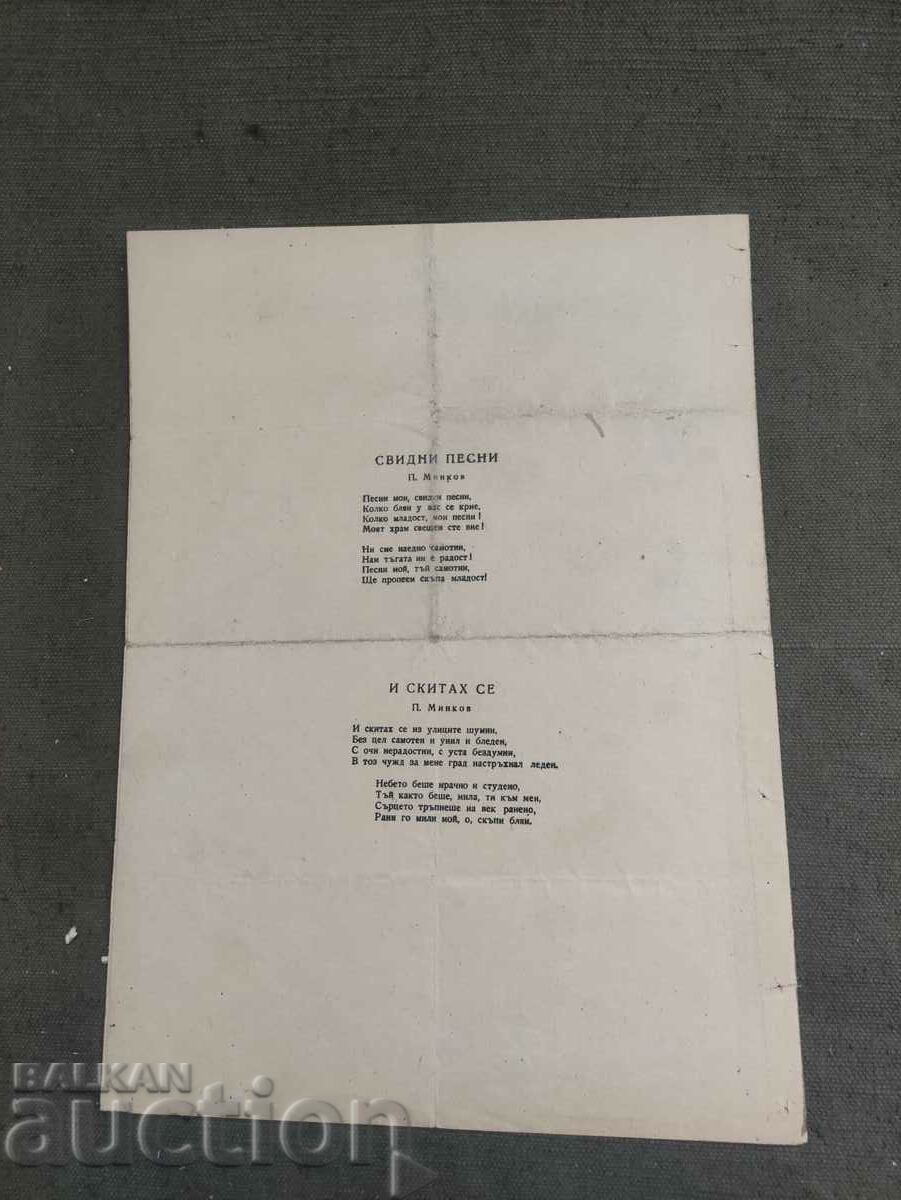 СВИДНИ ПЕСНИ
П. Минков
Песни мои, свидни песни,
Колко блян у вас се крие,
Колко младост, мои песни!
Моят храм свещен сте вие!
Ни сме наедно самотни,
Нам тъгата ни е радост!
Песни мой, тъй самотни,
Ще пропеем скъпа младост!
И СКИТАХ СЕ
П. Минков
И скитах се из улиците шумни,
Без цел самотен и унил и бледен,
С очи нерадостни, с уста бездумни,
В тоз чужд за мене град настръхнал леден.
Небето беше мрачно и студено,
Тъй както беше, мила, ти към мен,
Сърцето тръпнеше на век ранено,
Рани го мили мой, о, скъпи блян.
BALKAN
auction